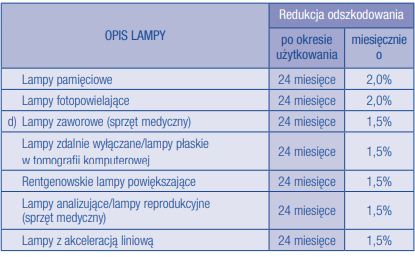 OPIS LAMPY
Redukcja odszkodowania
po okresie użytkowania
miesięcznie o
Lampy pamięciowe 24 miesięce 2,0%
Lampy fotopowielające 24 miesięce 2,0%
d) Lampy zaworowe (sprzęt medyczny) 24 miesięce 1,5%
Lampy zdalnie wyłączane/lampy płaskie
w tomografii komputerowej 24 miesięce 1,5%
Rentgenowskie lampy powiększające 24 miesięce 1,5%
Lampy analizujące/lampy reprodukcyjne
(sprzęt medyczny) 24 miesięce 1,5%
Lampy z akceleracją liniową 24 miesięce 1,5%